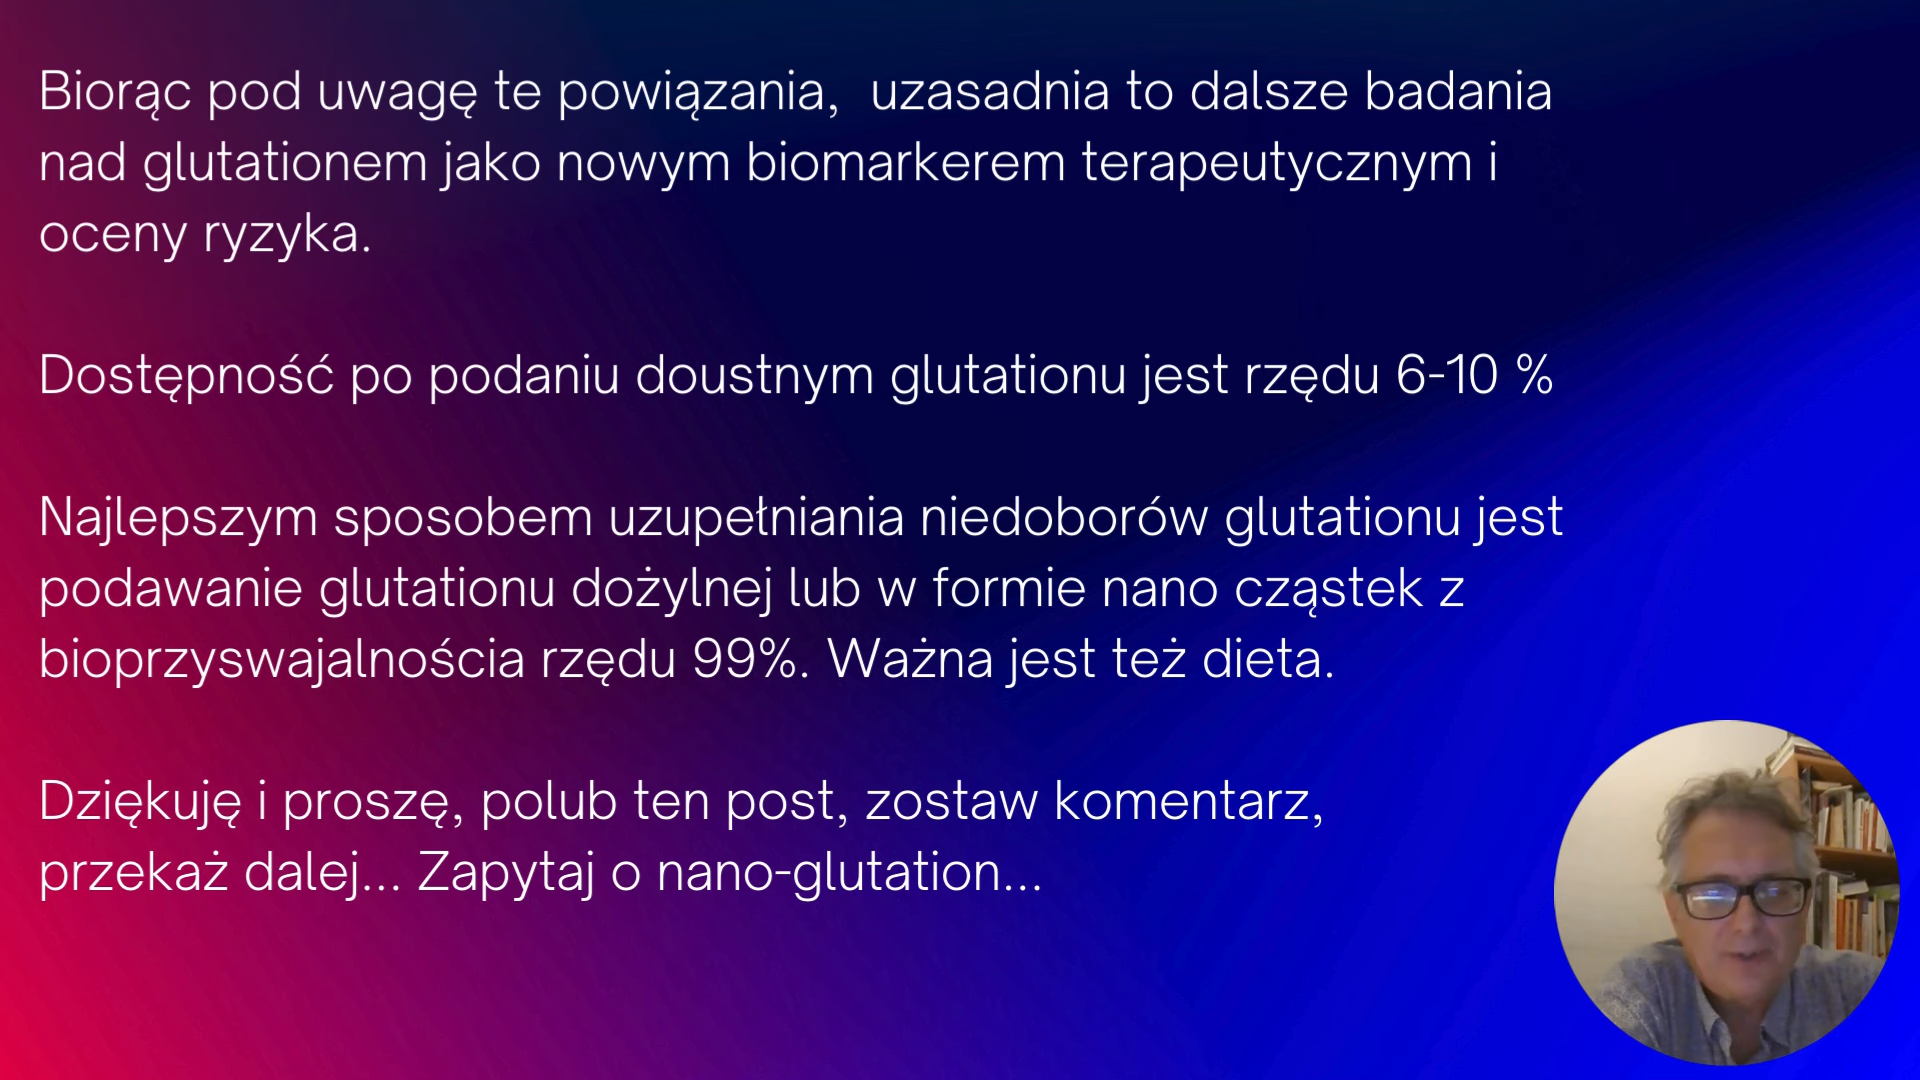 Biorąc pod uwagę te powiązania,  uzasadnia to dalsze badania
nad glutationem jako nowym biomarkerem terapeutycznym i
oceny ryzyka.
Dostępność po podaniu doustnym glutationu jest rzędu 6-10 %
Najlepszym sposobem uzupełniania niedoborów glutationu jest
podawanie glutationu dożylnej lub w formie nano cząstek z
bioprzyswajalnościa rzędu 99%. Ważna jest też dieta.
Dziękuję i proszę, polub ten post, zostaw komentarz,
przekaż dalej... Zapytaj o nano-glutation...